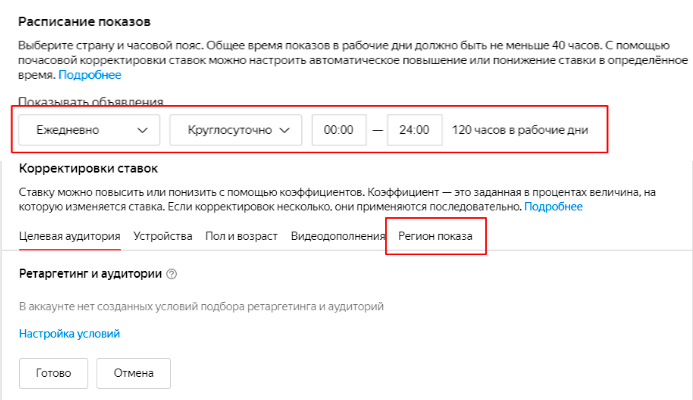 Расписание показов
Выберите страну и часовой пояс. Общее время показов в рабочие дни должно быть не меньше 40 часов. С помощью
почасовой корректировки ставок можно настроить автоматическое повышение или понижение ставки в определённое
время. Подробнее
Показывать объявления
Ежедневно Круглосуточно 00:00 — 24:00 120 часов в рабочие дни
Корректировки ставок
Ставку можно повысить или понизить с помощью коэффициентов. Коэффициент — это заданная в процентах величина, на
которую изменяется ставка. Если корректировок несколько, они применяются последовательно. Подробнее
Целевая аудитория Устройства Пол и возраст Видеодополнения Регион показа
Ретаргетинг и аудитории ?
В аккаунте нет созданных условий подбора ретаргетинга и аудиторий
Настройка условий
Готово Отмена